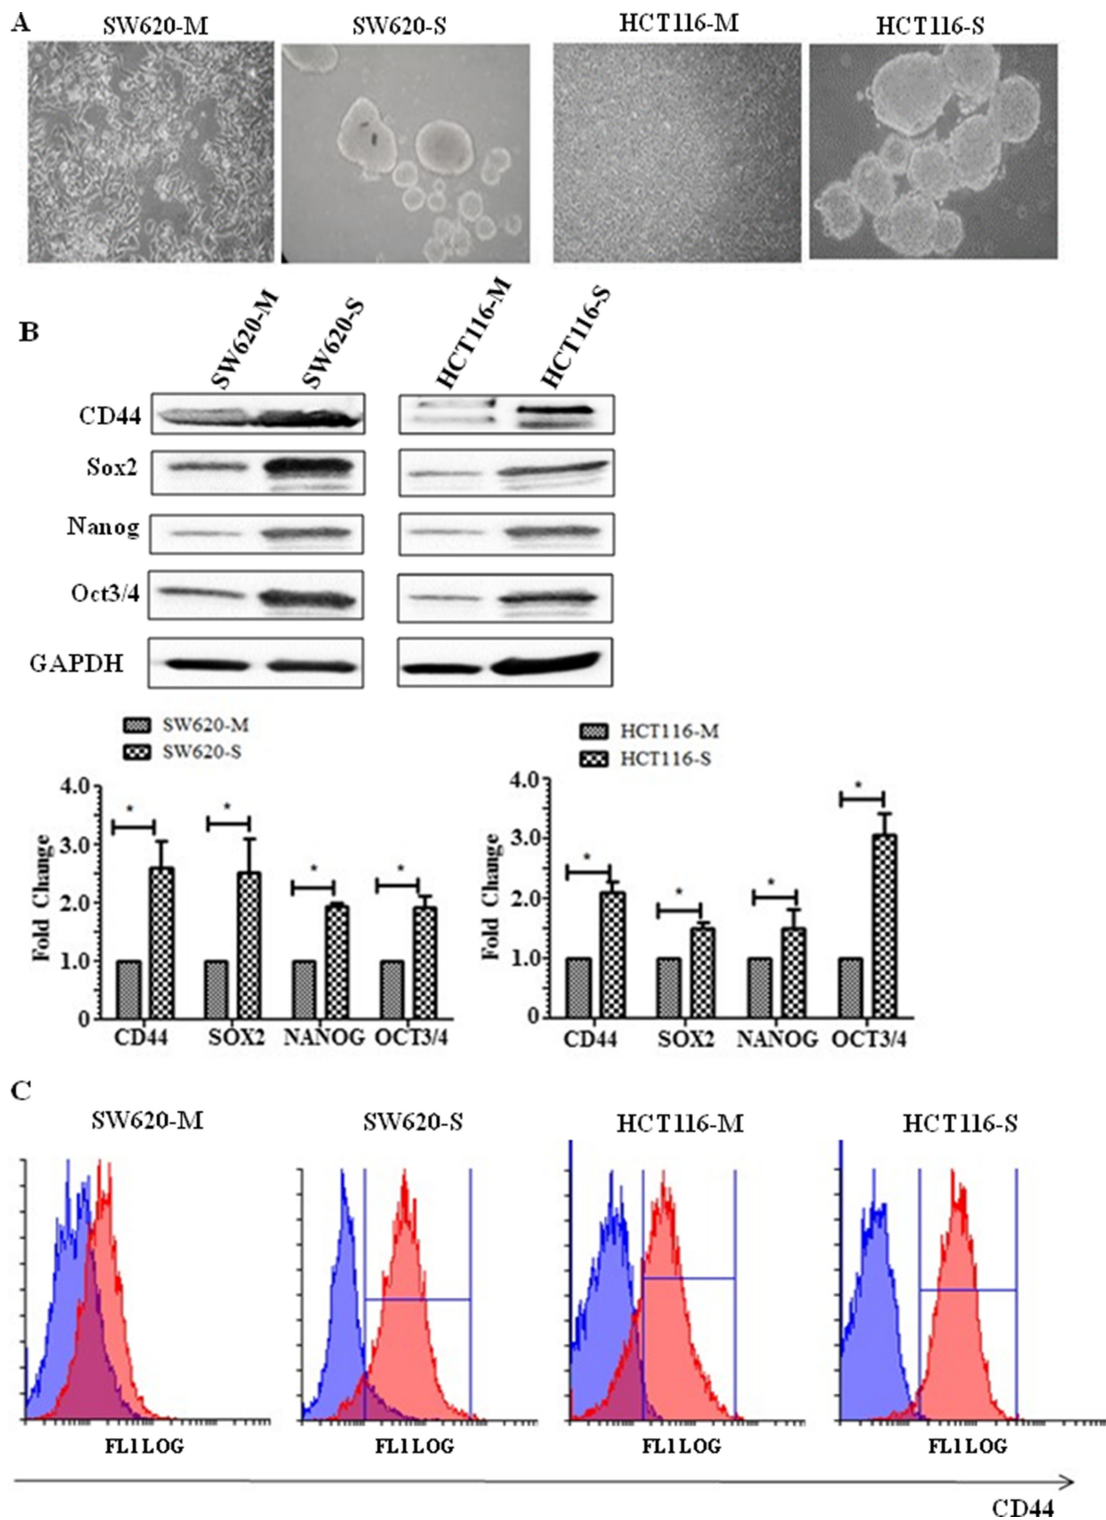 A
SW620-M SW620-S HCT116-M HCT116-S
B
SW620-M SW620-S HCT116-M HCT116-S
CD44
Sox2
Nanog
Oct3/4
GAPDH
SW620-M
SW620-S
4.0
3.0
2.0
1.0
0
Fold Change
* * * *
CD44 SOX2 NANOG OCT3/4
HCT116-M
HCT116-S
4.0
3.0
2.0
1.0
0
Fold Change
* * * *
CD44 SOX2 NANOG OCT3/4
C
SW620-M SW620-S HCT116-M HCT116-S
FL1LOG FL1LOG FL1LOG FL1LOG
CD44